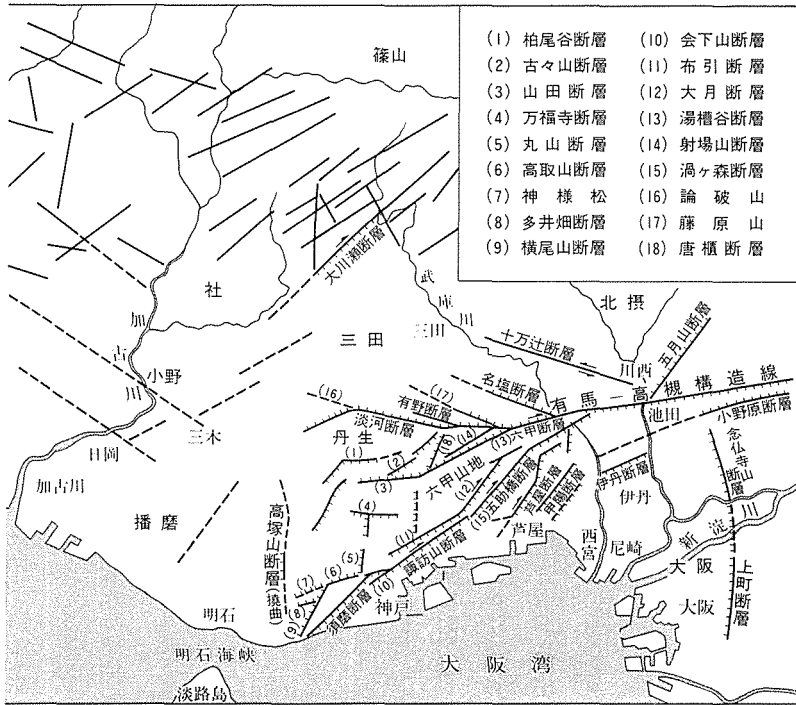 (1) 柏尾谷断層
(2) 古々山断層
(3) 山田断層
(4) 万福寺断層
(5) 丸山断層
(6) 高取山断層
(7) 神様松
(8) 多井畑断層
(9) 横尾山断層
(10) 会下山断層
(11) 布引断層
(12) 大月断層
(13) 湯槽谷断層
(14) 射場山断層
(15) 渦ヶ森断層
(16) 論破山
(17) 藤原山
(18) 唐櫃断層
篠山
大川瀬断層
社
武庫川
北摂
加古川
三田
三田
十万辻断層
川西
五月山断層
小野
名塩断層
有馬−高槻構造線
(16)
(17)
有野断層
池田
小野原断層
淡河断層
(18)
(14)
(13)
六甲断層
三木
丹生
念仏寺山断層
日岡
(1)
(2)
(3)
六甲山地
(12)
五助橋断層
芦屋断層
甲陽断層
伊丹断層
伊丹
加古川
(4)
(15)
芦屋
新淀川
播磨
高塚山断層(撓曲)
(11)
諏訪山断層
西宮
尼崎
大阪
上町断層
(5)
(6)
(7)
(8)
(9)
(10)
須磨断層
神戸
大阪
明石
明石海峡
大阪湾
淡路島